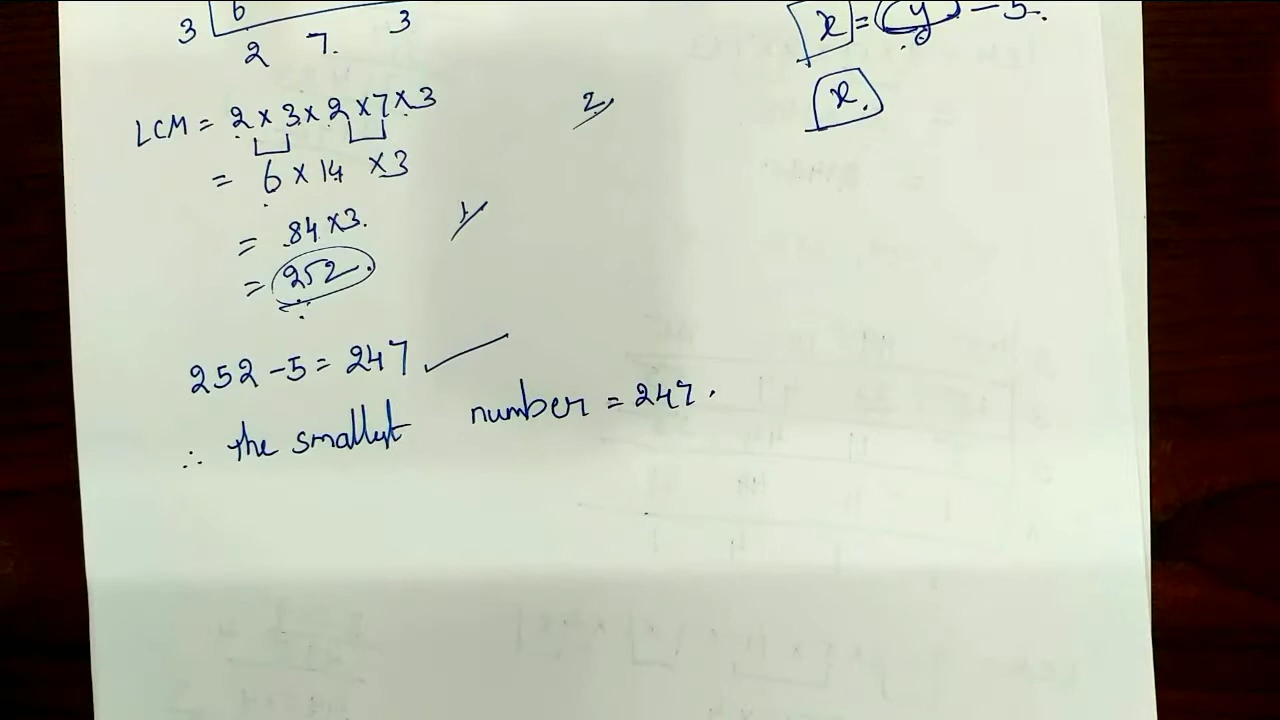 3 | 6
2 7. 3
LCM = 2 × 3 × 2 × 7 × 3
= 6 × 14 × 3
= 84 × 3.
= 252.
252 - 5 = 247
∴ the smallest number = 247.
x = y - 5.
x.
2,
1